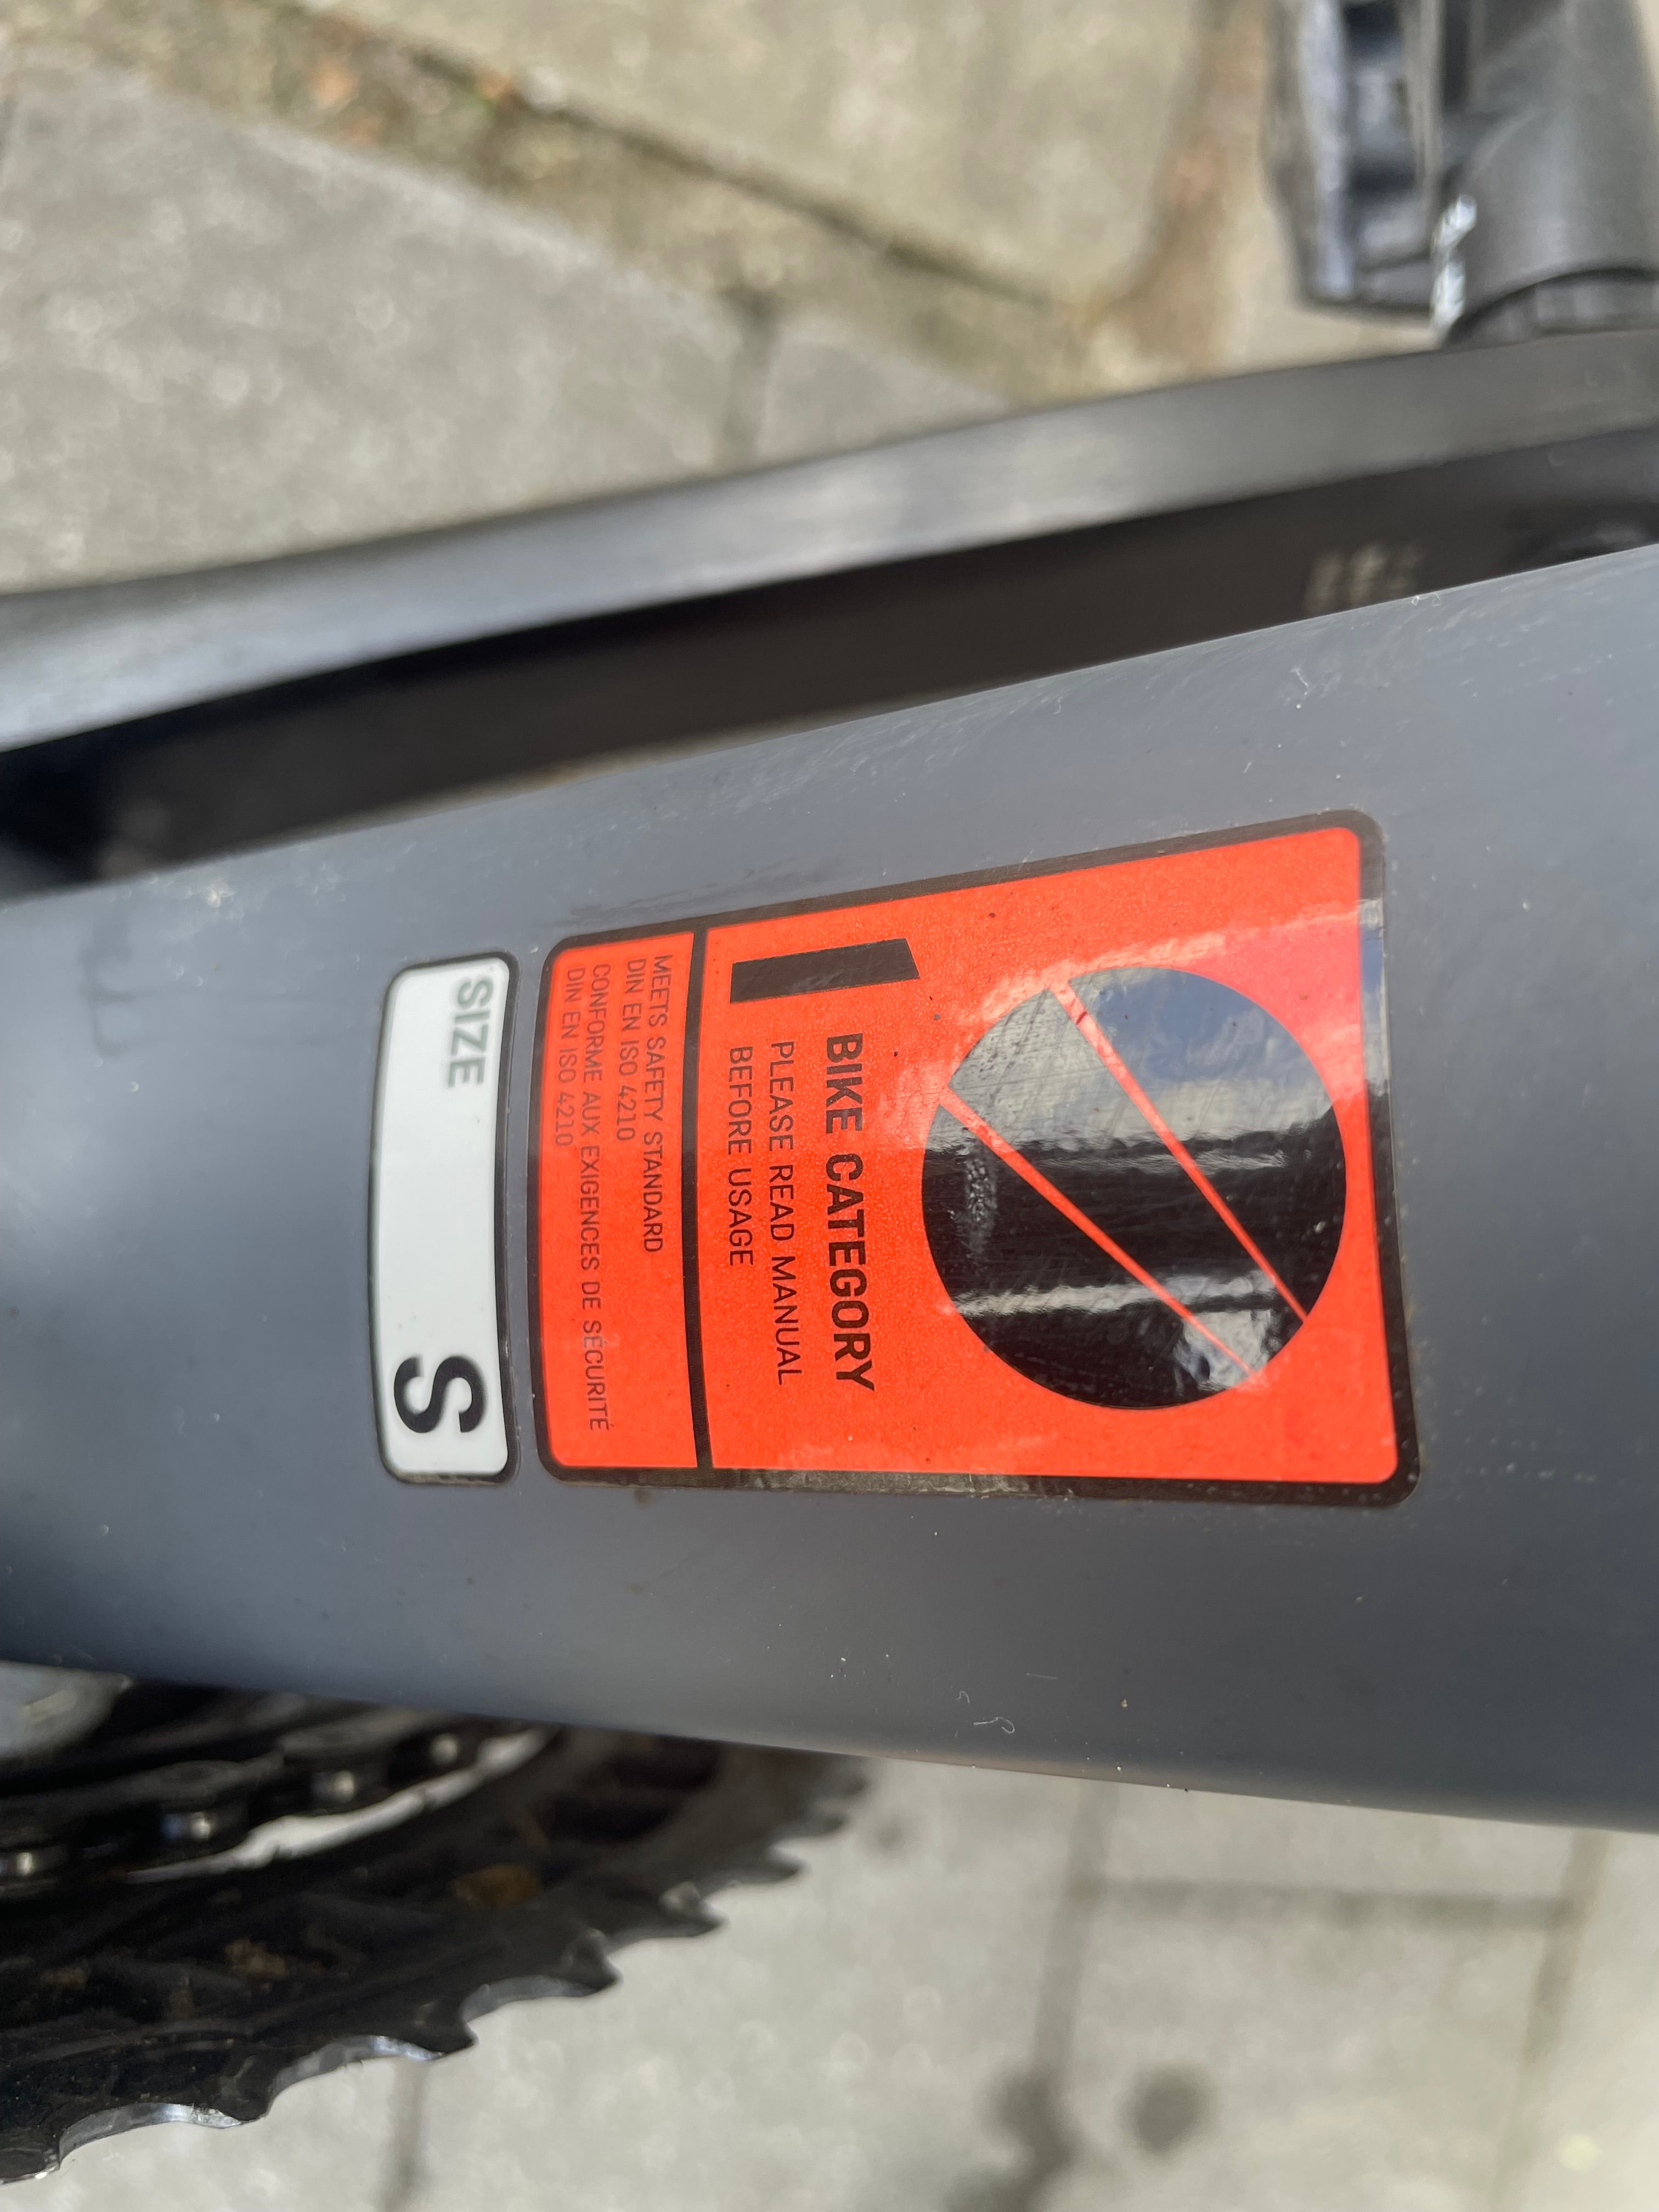 1 BIKE CATEGORY
PLEASE READ MANUAL
BEFORE USAGE
MEETS SAFETY STANDARD
DIN EN ISO 4210
CONFORME AUX EXIGENCES DE SÉCURITÉ
DIN EN ISO 4210
SIZE S